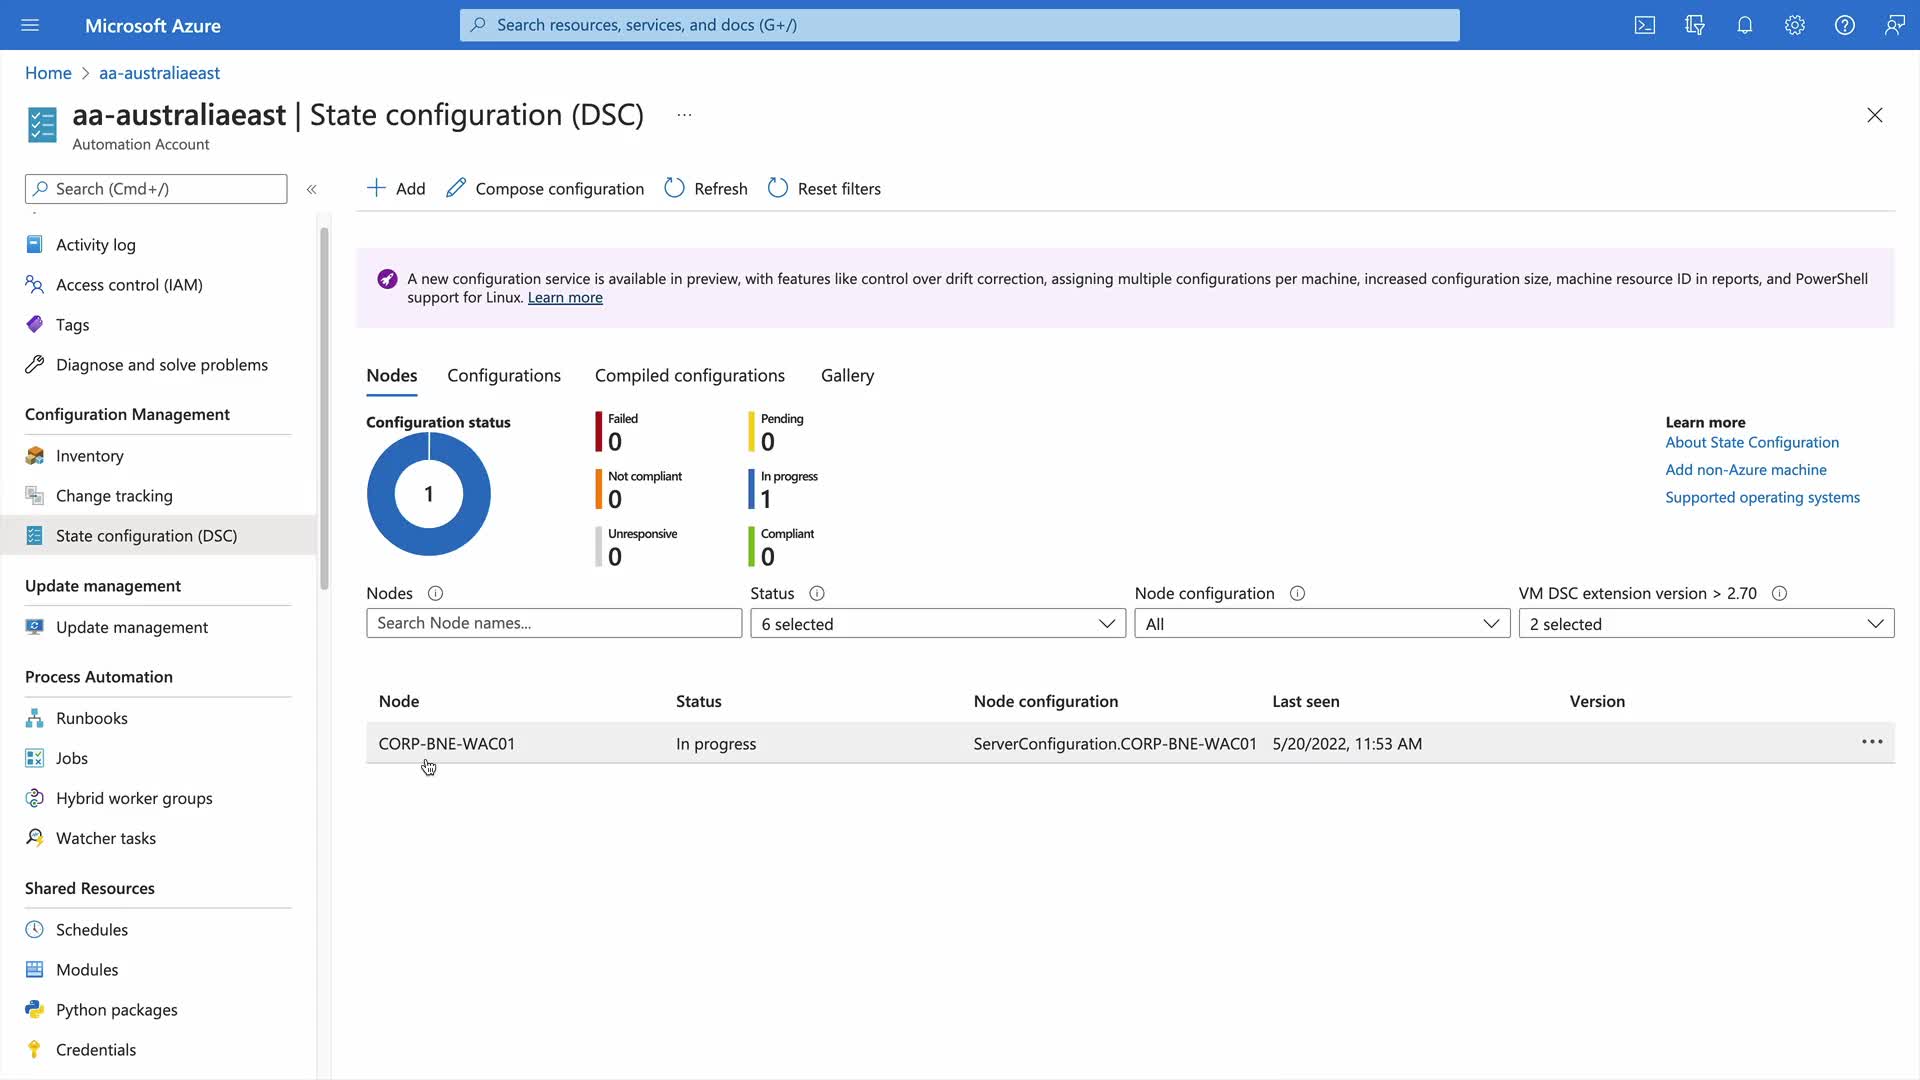 Microsoft Azure
Search resources, services, and docs (G+/)
Home > aa-australiaeast
aa-australiaeast | State configuration (DSC) ...
Automation Account
Search (Cmd+/) «
Add Compose configuration Refresh Reset filters
Activity log
Access control (IAM)
Tags
Diagnose and solve problems
Configuration Management
Inventory
Change tracking
State configuration (DSC)
Update management
Update management
Process Automation
Runbooks
Jobs
Hybrid worker groups
Watcher tasks
Shared Resources
Schedules
Modules
Python packages
Credentials
A new configuration service is available in preview, with features like control over drift correction, assigning multiple configurations per machine, increased configuration size, machine resource ID in reports, and PowerShell
support for Linux. Learn more
Nodes Configurations Compiled configurations Gallery
Configuration status
1
Failed
0
Pending
0
Not compliant
0
In progress
1
Unresponsive
0
Compliant
0
Learn more
About State Configuration
Add non-Azure machine
Supported operating systems
Nodes
Search Node names...
Status
6 selected
Node configuration
All
VM DSC extension version > 2.70
2 selected
Node Status Node configuration Last seen Version
CORP-BNE-WAC01 In progress ServerConfiguration.CORP-BNE-WAC01 5/20/2022, 11:53 AM ...